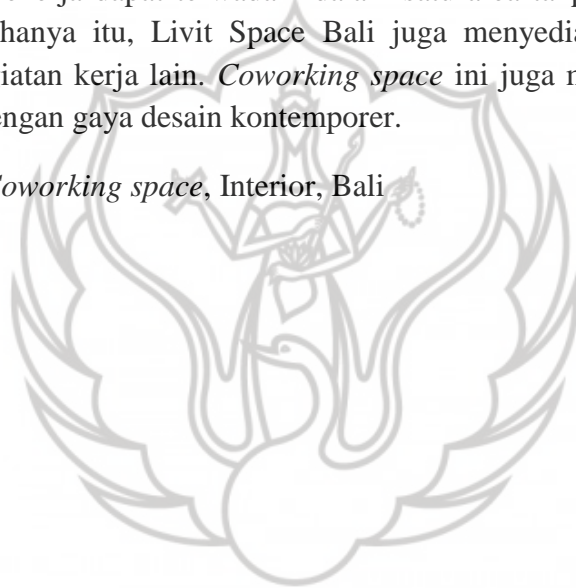 hanya itu, Livit Space Bali juga menyedia
iatan kerja lain. Coworking space ini juga m
engan gaya desain kontemporer.
oworking space, Interior, Bali